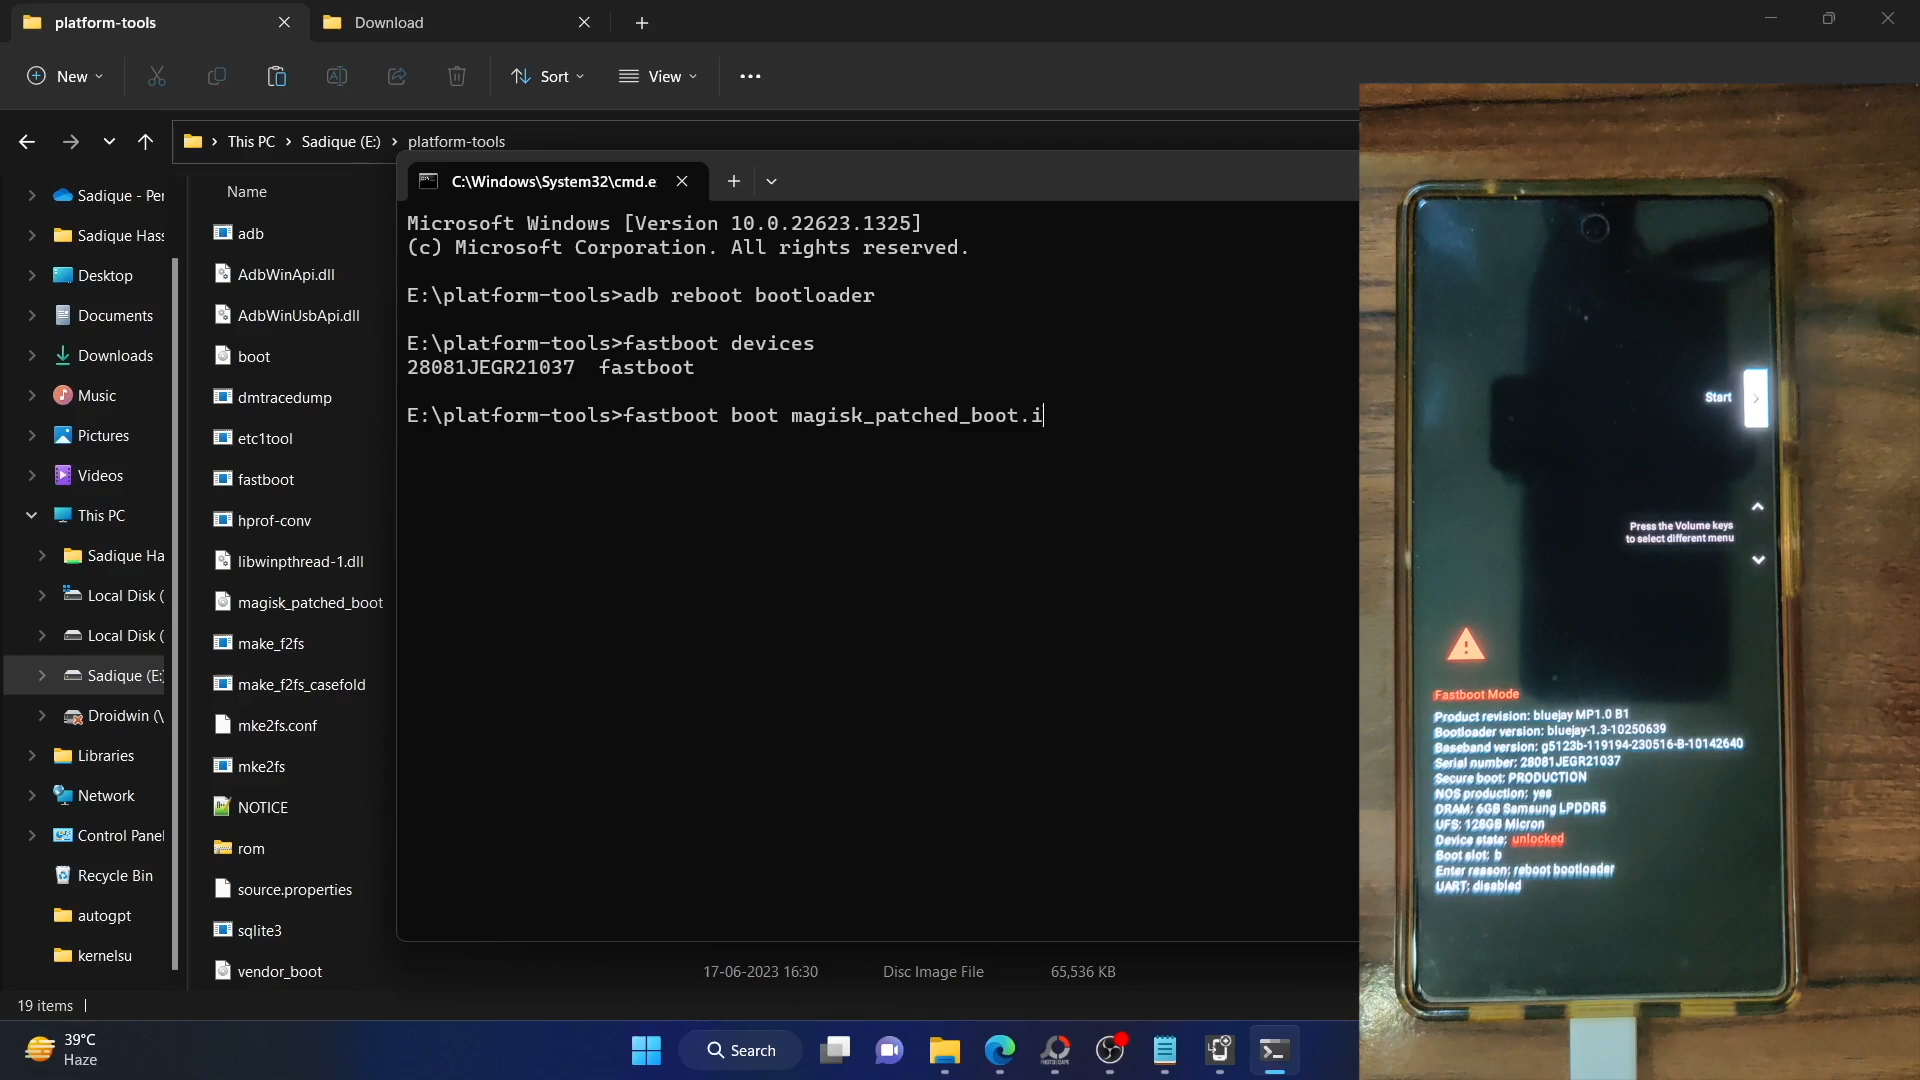 platform-tools
Download
New
Sort
View
This PC
Sadique (E:)
platform-tools
C:\Windows\System32\cmd.e
Sadique - Per
Sadique Hass
Desktop
Documents
Downloads
Music
Pictures
Videos
This PC
Sadique Ha
Local Disk (
Local Disk (
Sadique (E:)
Droidwin (\
Libraries
Network
Control Panel
Recycle Bin
autogpt
kernelsu
Name
adb
AdbWinApi.dll
AdbWinUsbApi.dll
boot
dmtracedump
etc1tool
fastboot
hprof-conv
libwinpthread-1.dll
magisk_patched_boot
make_f2fs
make_f2fs_casefold
mke2fs.conf
mke2fs
NOTICE
rom
source.properties
sqlite3
vendor_boot
17-06-2023 16:30
Disc Image File
65,536 KB
Microsoft Windows [Version 10.0.22623.1325]
(c) Microsoft Corporation. All rights reserved.
E:\platform-tools>adb reboot bootloader
E:\platform-tools>fastboot devices
28081JEGR21037 fastboot
E:\platform-tools>fastboot boot magisk_patched_boot.i
Start
Press the Volume keys
to select different menu
Fastboot Mode
Product revision: bluejay MP1.0 B1
Bootloader version: bluejay-1.3-10250639
Baseband version: g5123b-119194-230516-B-10142640
Serial number: 28081JEGR21037
Secure boot: PRODUCTION
NOS production: yes
DRAM: 6GB Samsung LPDDR5
UFS: 128GB Micron
Device state: unlocked
Boot slot: b
Enter reason: reboot bootloader
UART: disabled
19 items
39°C
Haze
Search